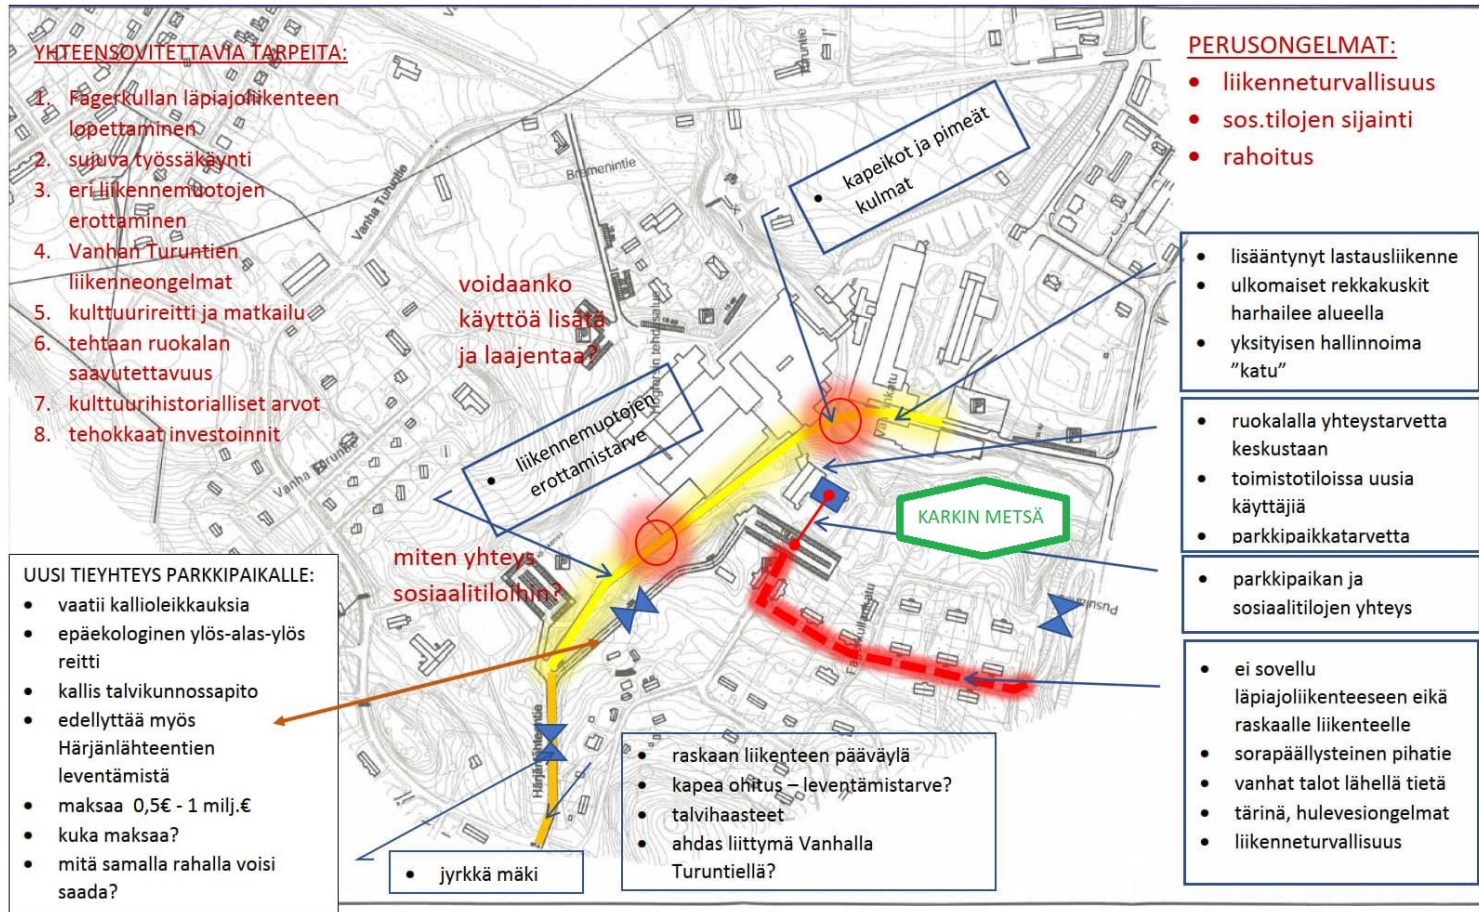 YHTEENSOVITETTAVIA TARPEITA:
1. Fagerkullan läpiajoliikenteen
lopettaminen
2. sujuva työssäkäynti
3. eri liikennemuotojen
erottaminen
4. Vanhan Turuntien
liikenneongelmat
5. kulttuurireitti ja matkailu
6. tehtaan ruokalan
saavutettavuus
7. kulttuurihistorialliset arvot
8. tehokkaat investoinnit
PERUSONGELMAT:
• liikenneturvallisuus
• sos.tilojen sijainti
• rahoitus
• kapeikot ja pimeät
kulmat
voidaanko
käyttöä lisätä
ja laajentaa?
• liikennemuotojen
erottamistarve
miten yhteys
sosiaalitiloihin?
KARKIN METSÄ
• lisääntynyt lastausliikenne
• ulkomaiset rekkakuskit
harhailee alueella
• yksityisen hallinnoima
”katu”
• ruokalalla yhteystarvetta
keskustaan
• toimistotiloissa uusia
käyttäjiä
• parkkipaikkatarvetta
• parkkipaikan ja
sosiaalitilojen yhteys
• ei sovellu
läpiajoliikenteeseen eikä
raskaalle liikenteelle
• sorapäällysteinen pihatie
• vanhat talot lähellä tietä
• tärinä, hulevesiongelmat
• liikenneturvallisuus
UUSI TIEYHTEYS PARKKIPAIKALLE:
• vaatii kallioleikkauksia
• epäekologinen ylös-alas-ylös
reitti
• kallis talvikunnossapito
• edellyttää myös
Härjänlähteentien
leventämistä
• maksaa 0,5€ - 1 milj.€
• kuka maksaa?
• mitä samalla rahalla voisi
saada?
• jyrkkä mäki
• raskaan liikenteen pääväylä
• kapea ohitus – leventämistarve?
• talvihaasteet
• ahdas liittymä Vanhalla
Turuntiellä?
Vanha Turuntie
Bremenintie
Turuntie
Högforsin tehdasalue
Vanha Turuntie
Härjänlähteentie
Fagerkullankatu